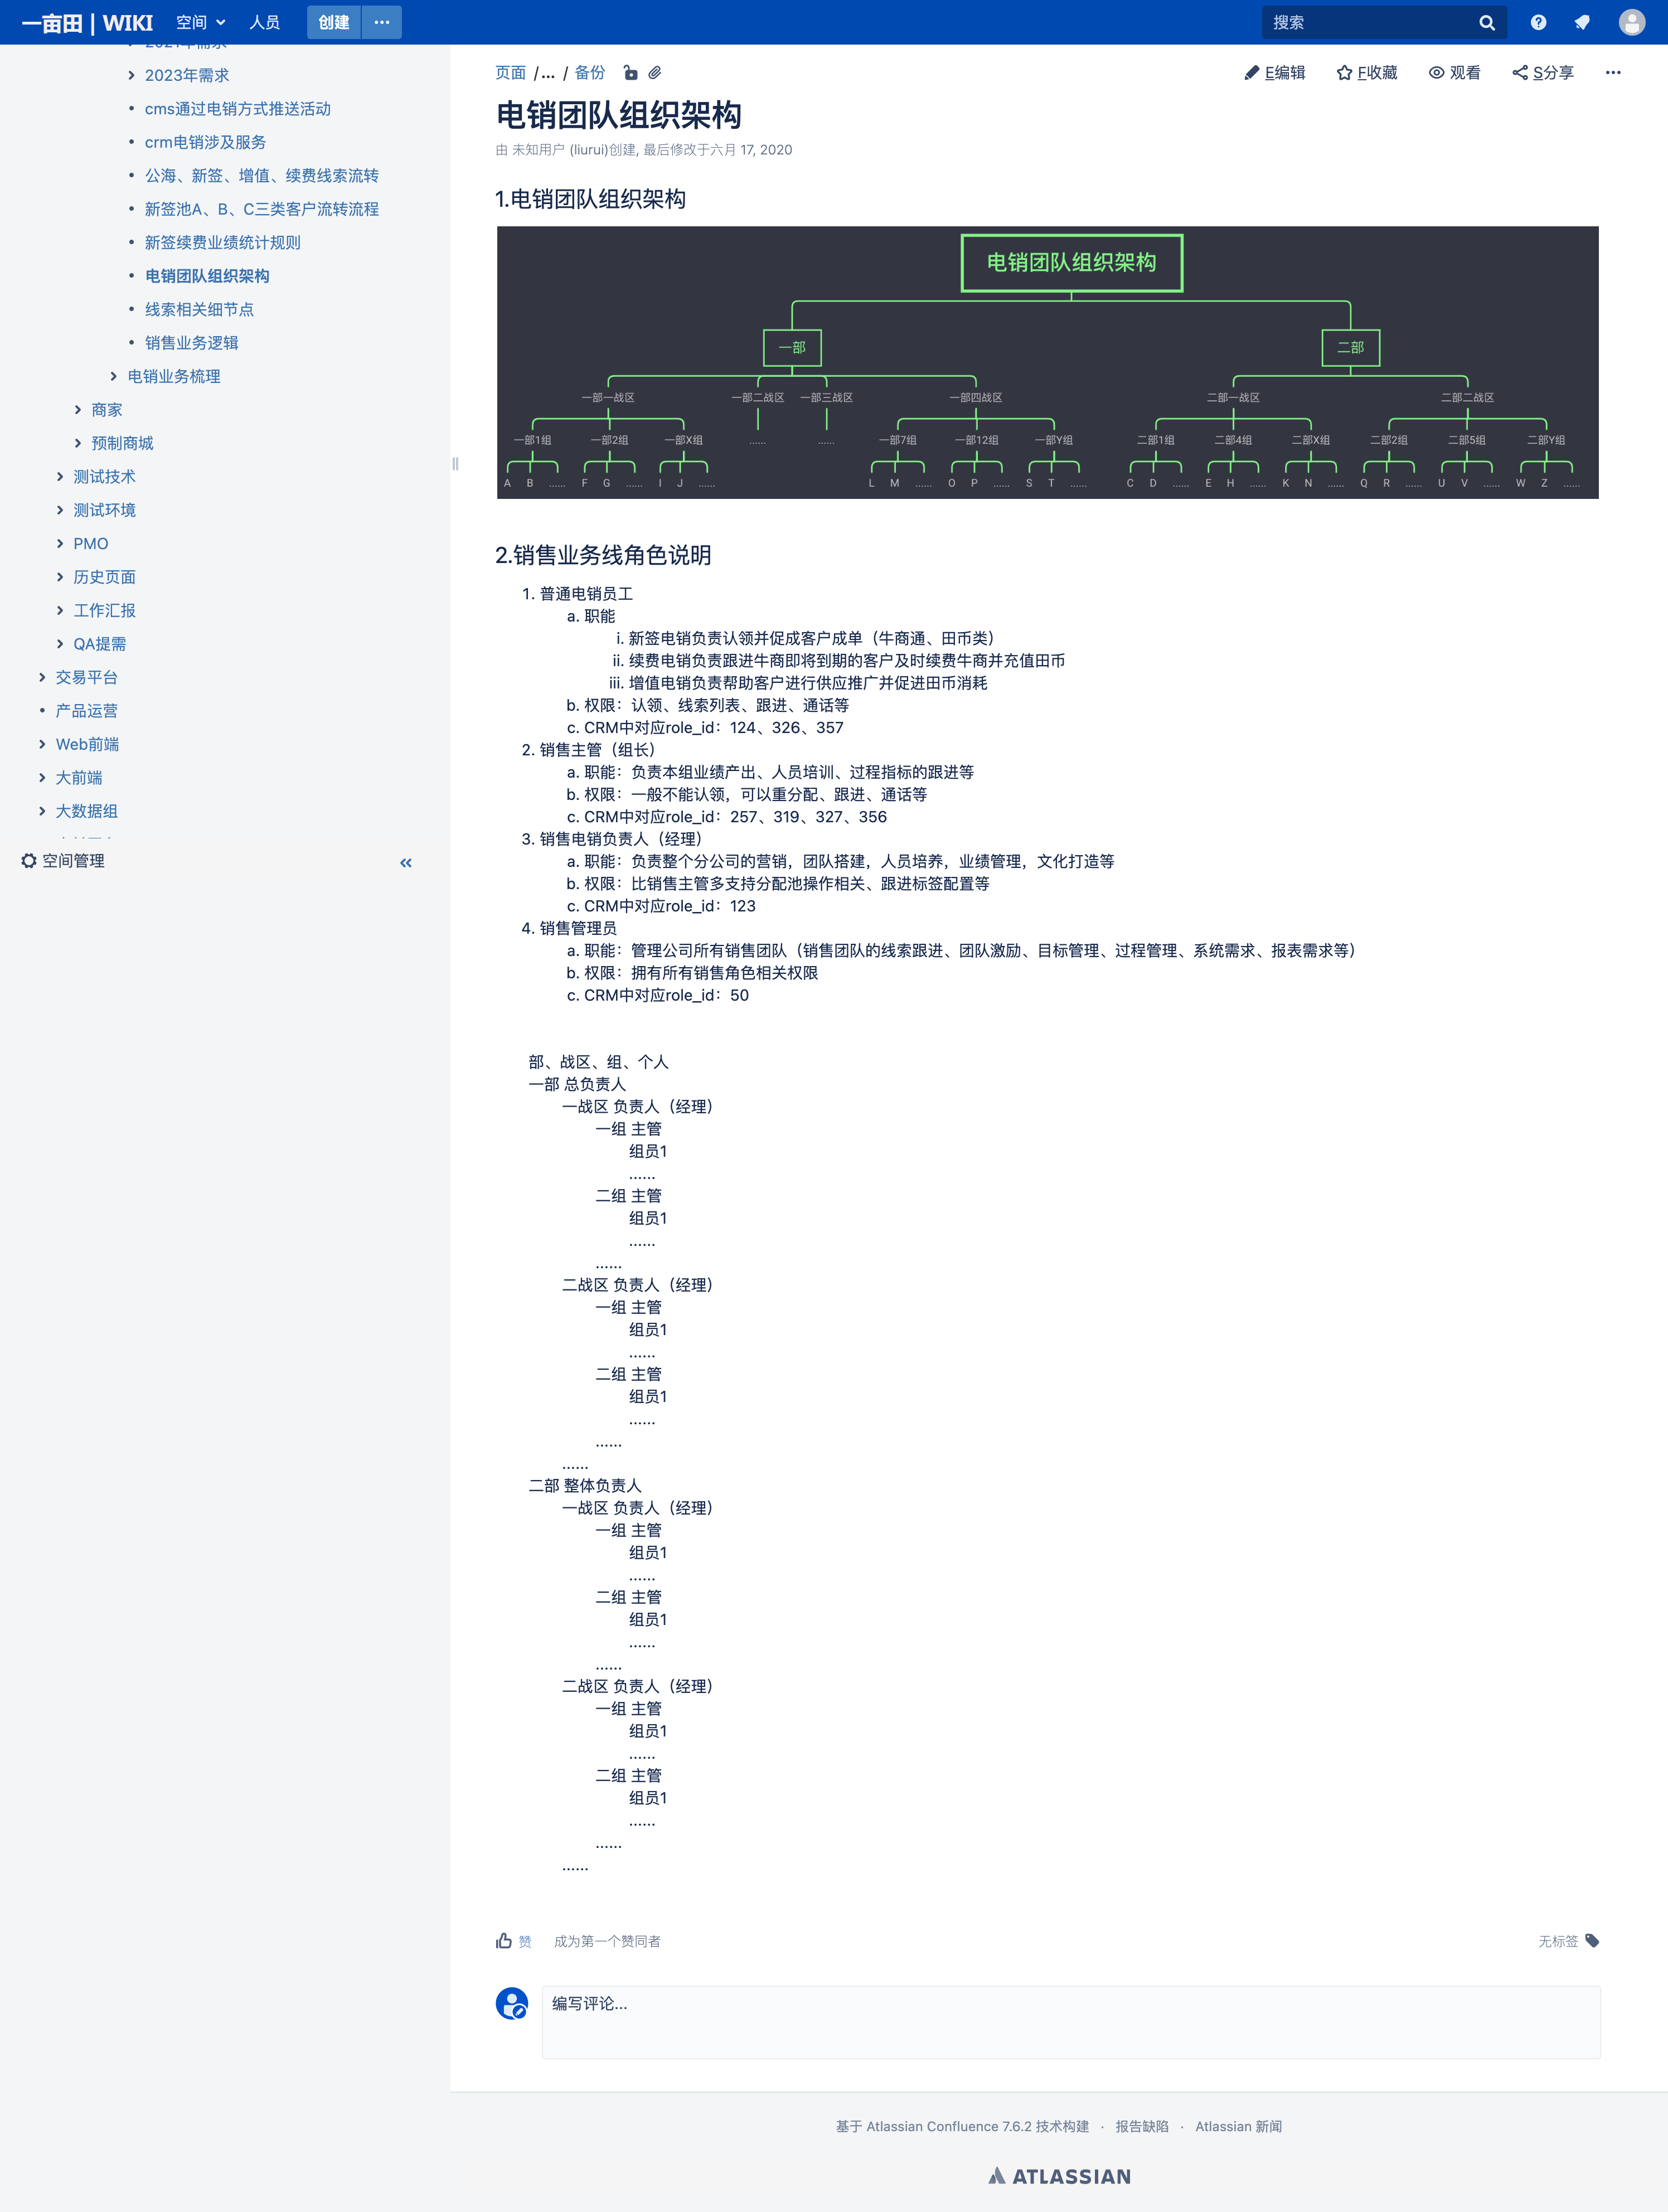 一亩田 | WIKI 空间 人员 创建 ··· 搜索
2021年需求
2023年需求
cms通过电销方式推送活动
crm电销涉及服务
公海、新签、增值、续费线索流转
新签池A、B、C三类客户流转流程
新签续费业绩统计规则
电销团队组织架构
线索相关细节点
销售业务逻辑
电销业务梳理
商家
预制商城
测试技术
测试环境
PMO
历史页面
工作汇报
QA提需
交易平台
产品运营
Web前端
大前端
大数据组
空间管理
页面 /... / 备份
E编辑 F收藏 观看 S分享 ···
电销团队组织架构
由 未知用户 (liurui)创建, 最后修改于六月 17, 2020
1.电销团队组织架构
电销团队组织架构
一部 二部
一部一战区 一部二战区 一部三战区 一部四战区 二部一战区 二部二战区
一部1组 一部2组 一部X组 ...... ...... 一部7组 一部12组 一部Y组 二部1组 二部4组 二部X组 二部2组 二部5组 二部Y组
A B ...... F G ...... I J ...... L M ...... O P ...... S T ...... C D ...... E H ...... K N ...... Q R ...... U V ...... W Z ......
2.销售业务线角色说明
1. 普通电销员工
a. 职能
i. 新签电销负责认领并促成客户成单（牛商通、田币类）
ii. 续费电销负责跟进牛商即将到期的客户及时续费牛商并充值田币
iii. 增值电销负责帮助客户进行供应推广并促进田币消耗
b. 权限：认领、线索列表、跟进、通话等
c. CRM中对应role_id：124、326、357
2. 销售主管（组长）
a. 职能：负责本组业绩产出、人员培训、过程指标的跟进等
b. 权限：一般不能认领，可以重分配、跟进、通话等
c. CRM中对应role_id：257、319、327、356
3. 销售电销负责人（经理）
a. 职能：负责整个分公司的营销，团队搭建，人员培养，业绩管理，文化打造等
b. 权限：比销售主管多支持分配池操作相关、跟进标签配置等
c. CRM中对应role_id：123
4. 销售管理员
a. 职能：管理公司所有销售团队（销售团队的线索跟进、团队激励、目标管理、过程管理、系统需求、报表需求等）
b. 权限：拥有所有销售角色相关权限
c. CRM中对应role_id：50
部、战区、组、个人
一部 总负责人
一战区 负责人（经理）
一组 主管
组员1
......
二组 主管
组员1
......
......
二战区 负责人（经理）
一组 主管
组员1
......
二组 主管
组员1
......
......
......
二部 整体负责人
一战区 负责人（经理）
一组 主管
组员1
......
二组 主管
组员1
......
......
二战区 负责人（经理）
一组 主管
组员1
......
二组 主管
组员1
......
......
......
赞 成为第一个赞同者 无标签
编写评论...
基于 Atlassian Confluence 7.6.2 技术构建 · 报告缺陷 · Atlassian 新闻
ATLASSIAN